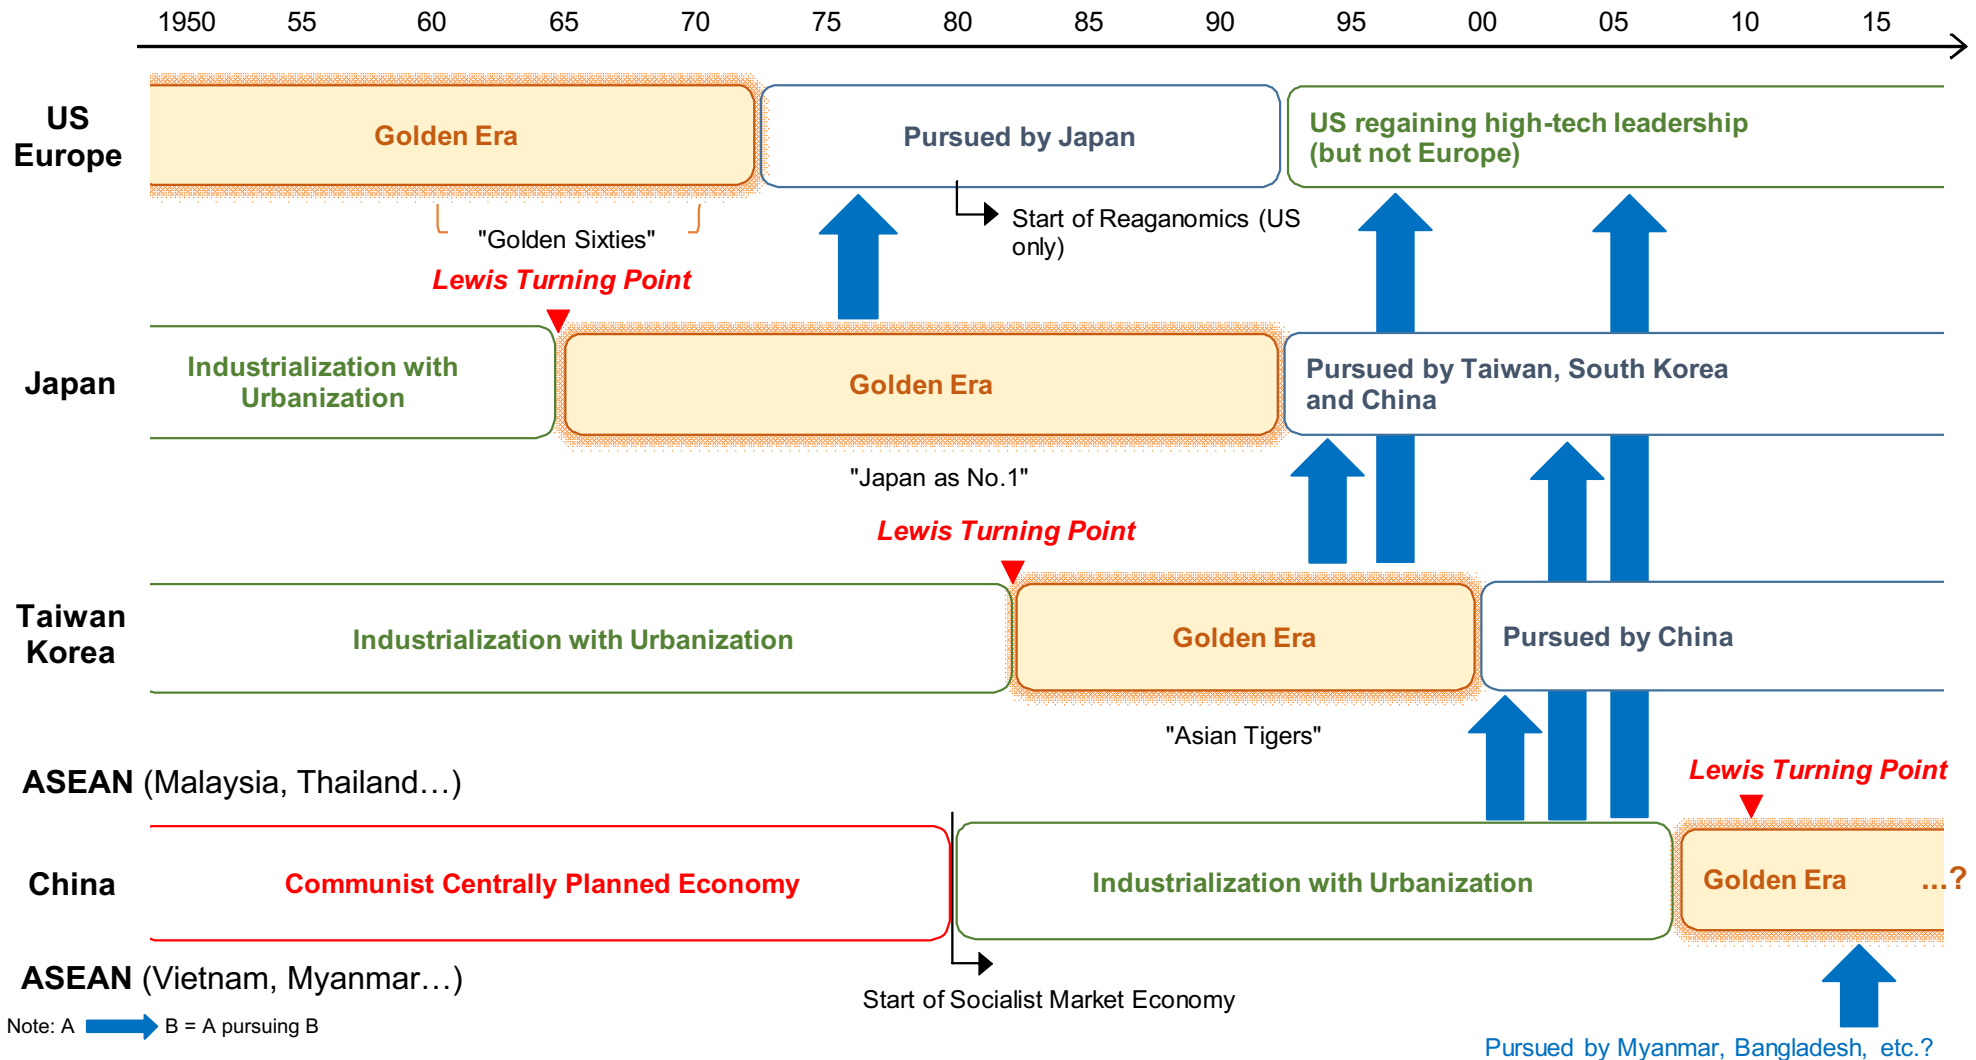 1950 55 60 65 70 75 80 85 90 95 00 05 10 15
US
Europe
Golden Era
Pursued by Japan
US regaining high-tech leadership
(but not Europe)
"Golden Sixties"
Start of Reaganomics (US
only)
Lewis Turning Point
Japan
Industrialization with
Urbanization
Golden Era
Pursued by Taiwan, South Korea
and China
"Japan as No.1"
Lewis Turning Point
Taiwan
Korea
Industrialization with Urbanization
Golden Era
Pursued by China
"Asian Tigers"
ASEAN (Malaysia, Thailand…)
Lewis Turning Point
China
Communist Centrally Planned Economy
Industrialization with Urbanization
Golden Era …?
ASEAN (Vietnam, Myanmar…)
Start of Socialist Market Economy
Note: A B = A pursuing B
Pursued by Myanmar, Bangladesh, etc.?